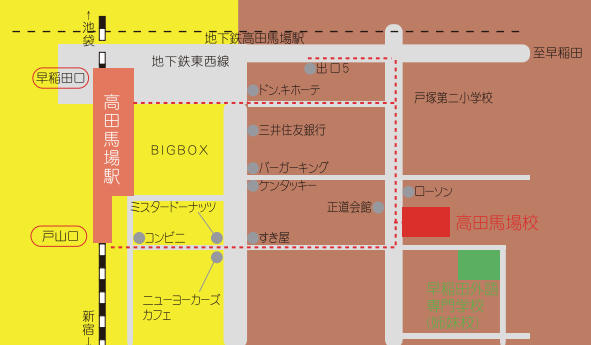 ↑池袋
地下鉄高田馬場駅
地下鉄東西線
至早稲田
早稲田口
出口5
ドン.キホーテ
戸塚第二小学校
高田馬場駅
三井住友銀行
BIGBOX
バーガーキング
ケンタッキー
ローソン
ミスタードーナッツ
正道会館
高田馬場校
戸山口
コンビニ
すき屋
ニューヨーカーズ
カフェ
新宿↓